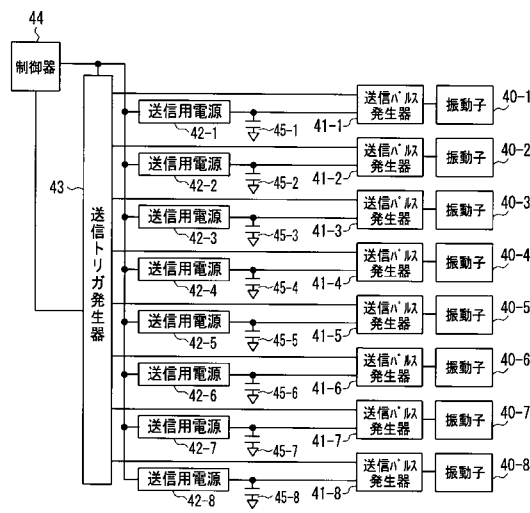 44
制御器
43
送信トリガ発生器
送信用電源
42-1
45-1
41-1
送信パルス
発生器
振動子
40-1
送信用電源
42-2
45-2
41-2
送信パルス
発生器
振動子
40-2
送信用電源
42-3
45-3
41-3
送信パルス
発生器
振動子
40-3
送信用電源
42-4
45-4
41-4
送信パルス
発生器
振動子
40-4
送信用電源
42-5
45-5
41-5
送信パルス
発生器
振動子
40-5
送信用電源
42-6
45-6
41-6
送信パルス
発生器
振動子
40-6
送信用電源
42-7
45-7
41-7
送信パルス
発生器
振動子
40-7
送信用電源
42-8
45-8
41-8
送信パルス
発生器
振動子
40-8